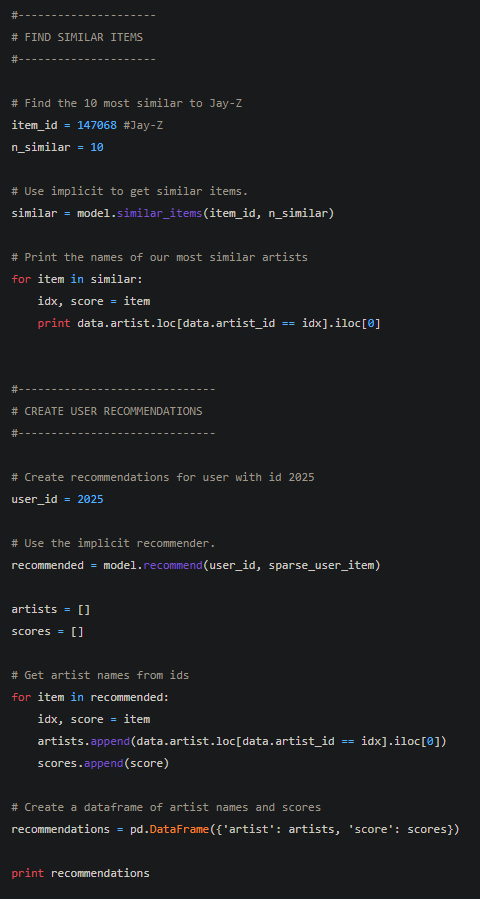 #---------------------
# FIND SIMILAR ITEMS
#---------------------
# Find the 10 most similar to Jay-Z
item_id = 147068 #Jay-Z
n_similar = 10
# Use implicit to get similar items.
similar = model.similar_items(item_id, n_similar)
# Print the names of our most similar artists
for item in similar:
    idx, score = item
    print data.artist.loc[data.artist_id == idx].iloc[0]
#------------------------------
# CREATE USER RECOMMENDATIONS
#------------------------------
# Create recommendations for user with id 2025
user_id = 2025
# Use the implicit recommender.
recommended = model.recommend(user_id, sparse_user_item)
artists = []
scores = []
# Get artist names from ids
for item in recommended:
    idx, score = item
    artists.append(data.artist.loc[data.artist_id == idx].iloc[0])
    scores.append(score)
# Create a dataframe of artist names and scores
recommendations = pd.DataFrame({'artist': artists, 'score': scores})
print recommendations